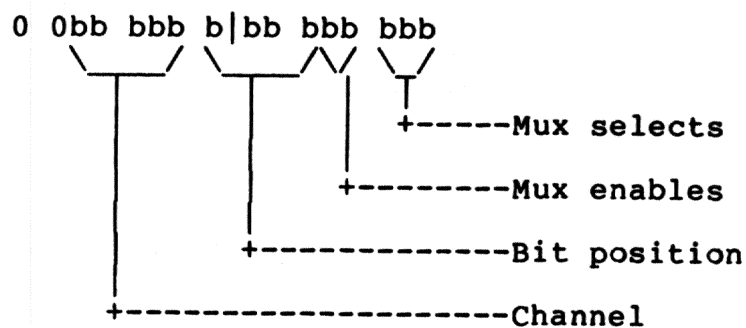 0 0bb bbb b|bb bbb bbb
+-----Mux selects
+--------Mux enables
+-------------Bit position
+-------------------Channel